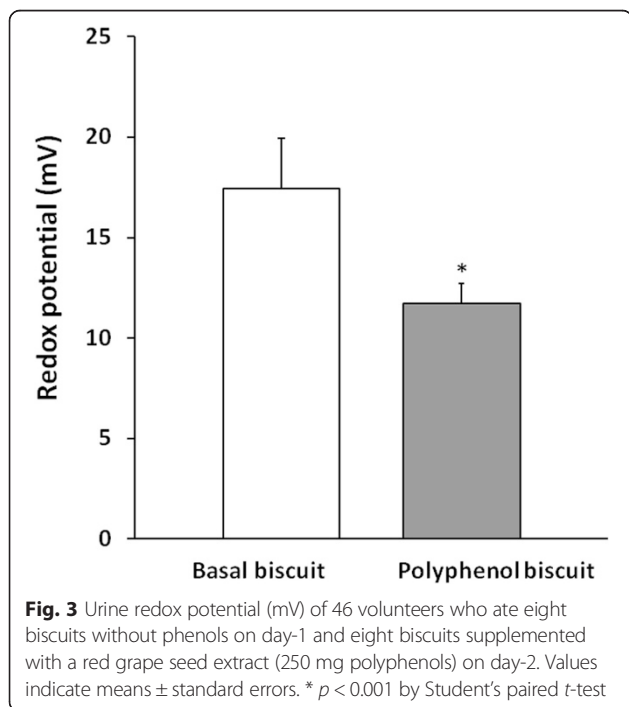 25
20
15
10
5
0
Redox potential (mV)
*
Basal biscuit
Polyphenol biscuit
Fig. 3 Urine redox potential (mV) of 46 volunteers who ate eight
biscuits without phenols on day-1 and eight biscuits supplemented
with a red grape seed extract (250 mg polyphenols) on day-2. Values
indicate means ± standard errors. * p < 0.001 by Student’s paired t-test